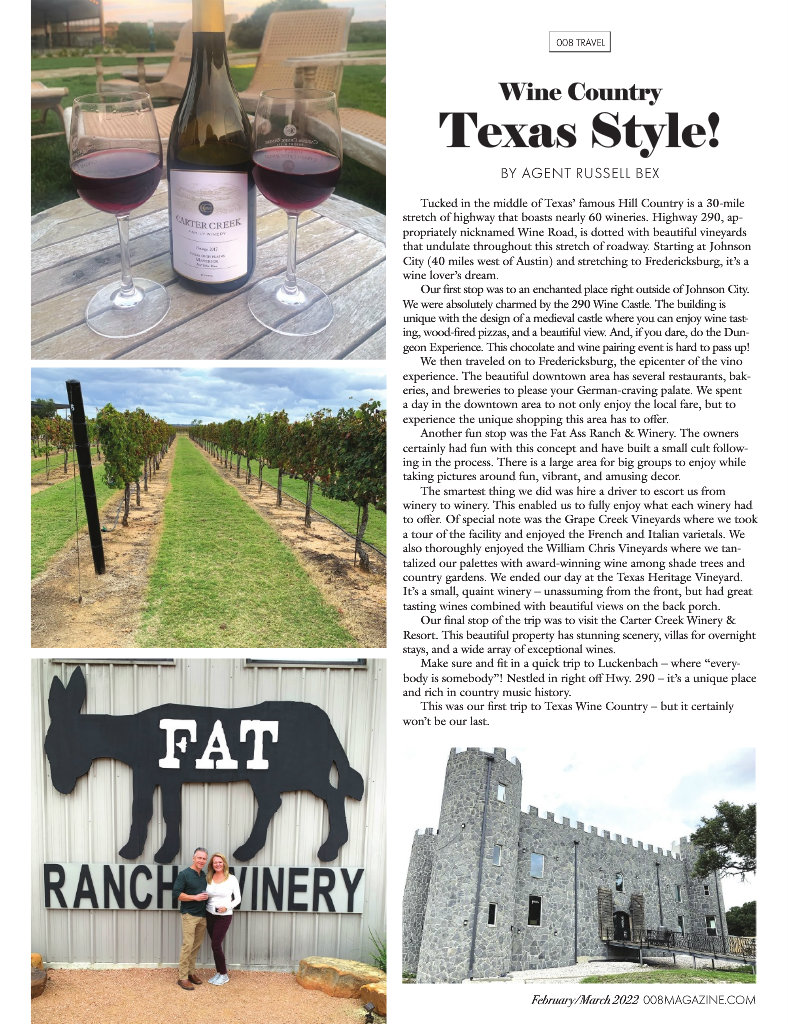 CARTER CREEK
FAMILY WINERY
FAT
RANCH WINERY
008 TRAVEL
Wine Country
Texas Style!
BY AGENT RUSSELL BEX
Tucked in the middle of Texas’ famous Hill Country is a 30-mile
stretch of highway that boasts nearly 60 wineries. Highway 290, ap-
propriately nicknamed Wine Road, is dotted with beautiful vineyards
that undulate throughout this stretch of roadway. Starting at Johnson
City (40 miles west of Austin) and stretching to Fredericksburg, it’s a
wine lover’s dream.
Our first stop was to an enchanted place right outside of Johnson City.
We were absolutely charmed by the 290 Wine Castle. The building is
unique with the design of a medieval castle where you can enjoy wine tast-
ing, wood-fired pizzas, and a beautiful view. And, if you dare, do the Dun-
geon Experience. This chocolate and wine pairing event is hard to pass up!
We then traveled on to Fredericksburg, the epicenter of the vino
experience. The beautiful downtown area has several restaurants, bak-
eries, and breweries to please your German-craving palate. We spent
a day in the downtown area to not only enjoy the local fare, but to
experience the unique shopping this area has to offer.
Another fun stop was the Fat Ass Ranch & Winery. The owners
certainly had fun with this concept and have built a small cult follow-
ing in the process. There is a large area for big groups to enjoy while
taking pictures around fun, vibrant, and amusing decor.
The smartest thing we did was hire a driver to escort us from
winery to winery. This enabled us to fully enjoy what each winery had
to offer. Of special note was the Grape Creek Vineyards where we took
a tour of the facility and enjoyed the French and Italian varietals. We
also thoroughly enjoyed the William Chris Vineyards where we tan-
talized our palettes with award-winning wine among shade trees and
country gardens. We ended our day at the Texas Heritage Vineyard.
It’s a small, quaint winery – unassuming from the front, but had great
tasting wines combined with beautiful views on the back porch.
Our final stop of the trip was to visit the Carter Creek Winery &
Resort. This beautiful property has stunning scenery, villas for overnight
stays, and a wide array of exceptional wines.
Make sure and fit in a quick trip to Luckenbach – where “every-
body is somebody”! Nestled in right off Hwy. 290 – it’s a unique place
and rich in country music history.
This was our first trip to Texas Wine Country – but it certainly
won’t be our last.
February/March 2022 008MAGAZINE.COM